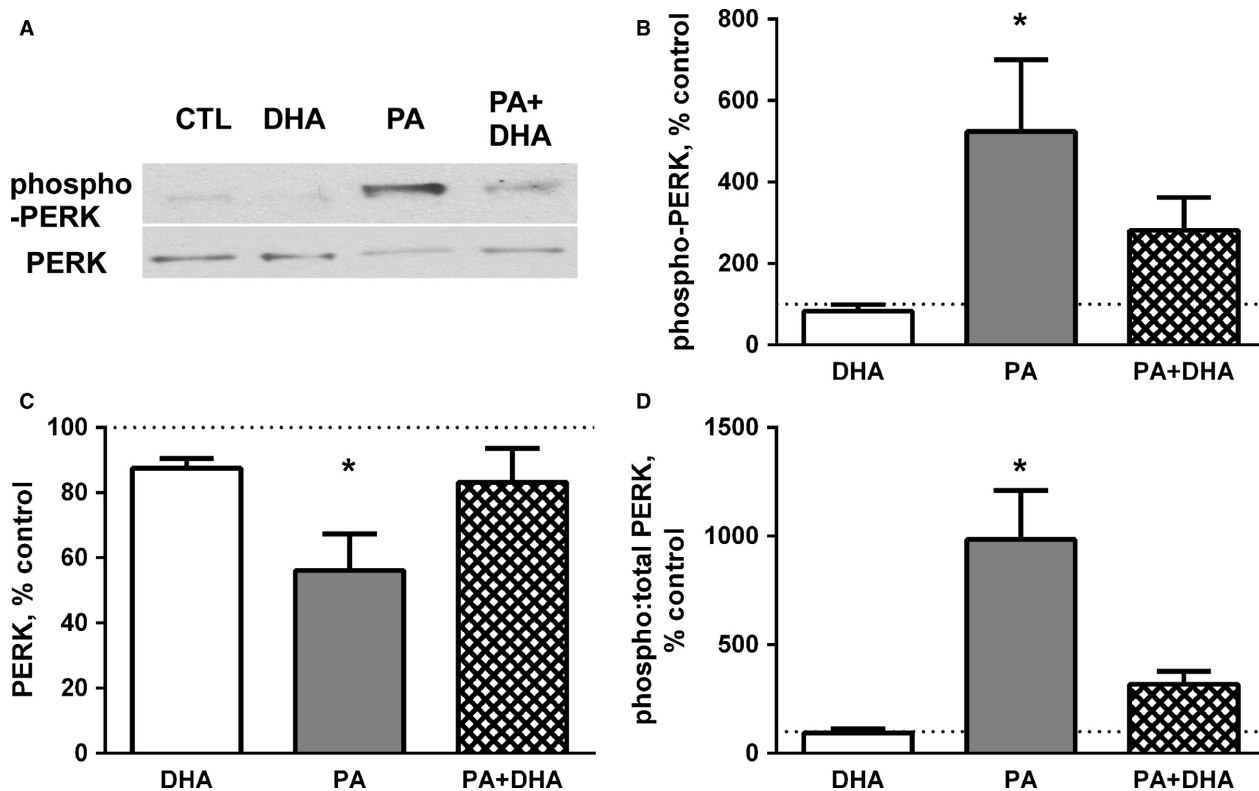 A
CTL DHA PA PA+
DHA
phospho
-PERK
PERK
B
phospho-PERK, % control
800
600
400
200
0
*
DHA PA PA+DHA
C
PERK, % control
100
80
60
40
20
0
*
DHA PA PA+DHA
D
phospho:total PERK,
% control
1500
1000
500
0
*
DHA PA PA+DHA